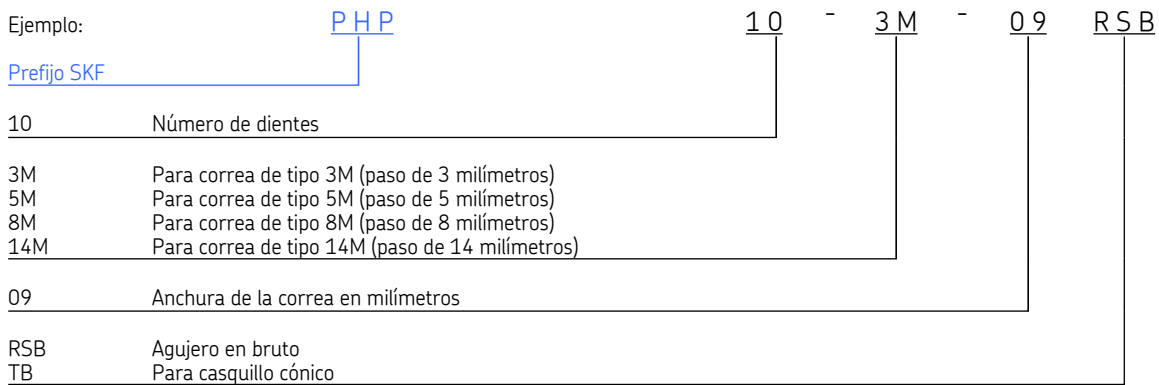 Ejemplo: PHP 10 - 3M - 09 RSB
Prefijo SKF
10 Número de dientes
3M Para correa de tipo 3M (paso de 3 milímetros)
5M Para correa de tipo 5M (paso de 5 milímetros)
8M Para correa de tipo 8M (paso de 8 milímetros)
14M Para correa de tipo 14M (paso de 14 milímetros)
09 Anchura de la correa en milímetros
RSB Agujero en bruto
TB Para casquillo cónico